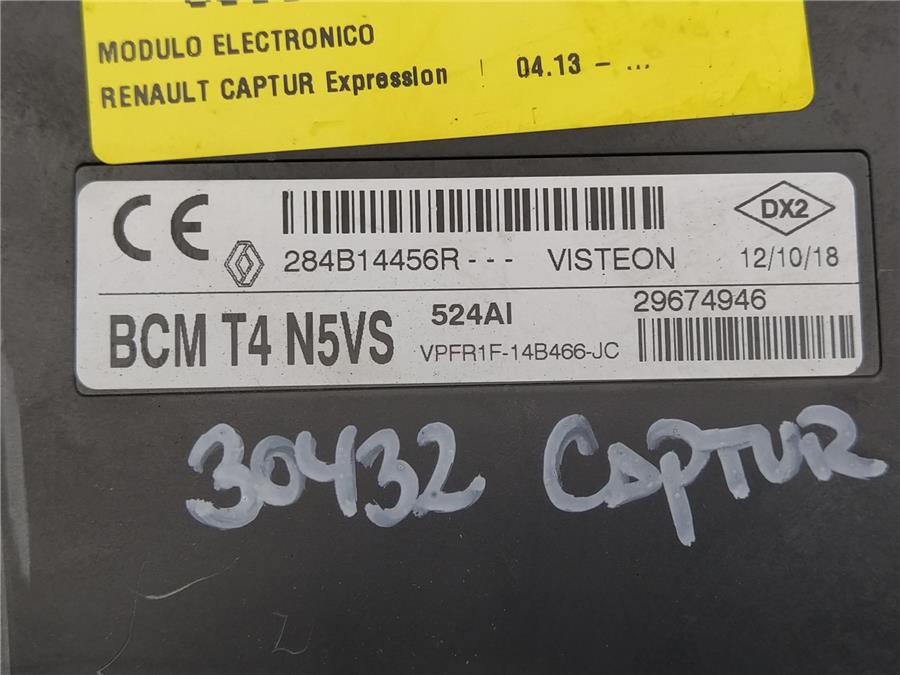 MODULO ELECTRONICO
RENAULT CAPTUR Expression | 04.13 - ...
CE
DX2
284B14456R--- VISTEON 12/10/18
BCM T4 N5VS 524AI 29674946
VPFR1F-14B466-JC
30432 CAPTUR